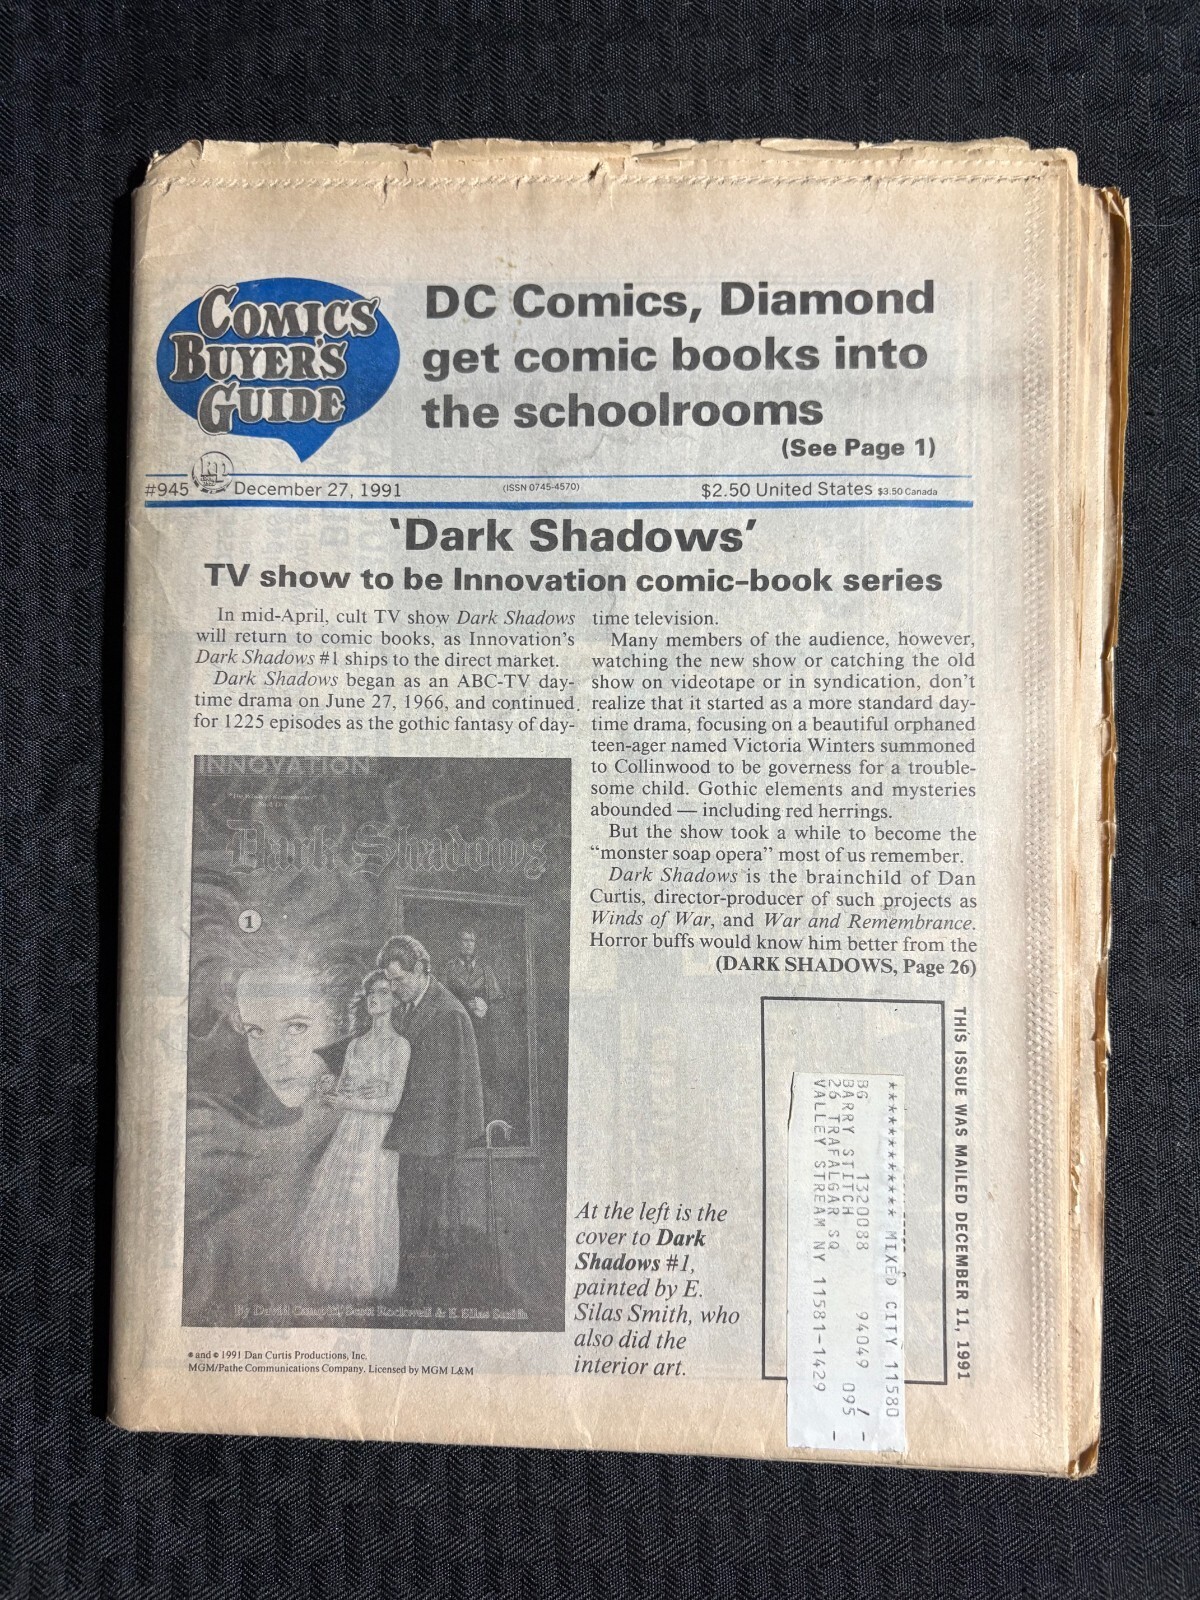 COMICS
BUYER'S
GUIDE
DC Comics, Diamond
get comic books into
the schoolrooms
(See Page 1)
#945
kp
December 27, 1991
(ISSN 0745-4570)
$2.50 United States $3.50 Canada
'Dark Shadows'
TV show to be Innovation comic-book series
In mid-April, cult TV show Dark Shadows
will return to comic books, as Innovation's
Dark Shadows #1 ships to the direct market.
Dark Shadows began as an ABC-TV day-
time drama on June 27, 1966, and continued
for 1225 episodes as the gothic fantasy of day-
time television.
Many members of the audience, however,
watching the new show or catching the old
show on videotape or in syndication, don't
realize that it started as a more standard day-
time drama, focusing on a beautiful orphaned
teen-ager named Victoria Winters summoned
to Collinwood to be governess for a trouble-
some child. Gothic elements and mysteries
abounded — including red herrings.
But the show took a while to become the
"monster soap opera" most of us remember.
Dark Shadows is the brainchild of Dan
Curtis, director-producer of such projects as
Winds of War, and War and Remembrance.
Horror buffs would know him better from the
(DARK SHADOWS, Page 26)
INNOVATION
Dark Shadows
1
At the left is the
cover to Dark
Shadows #1,
painted by E.
Silas Smith, who
also did the
interior art.
® and © 1991 Dan Curtis Productions, Inc.
MGM/Pathe Communications Company. Licensed by MGM L&M
THIS ISSUE WAS MAILED DECEMBER 11, 1991
************* MIXED CITY 11580
BG 1320088 94049 /-
BARRY STITCH 095 -
26 TRAFALGAR SQ
VALLEY STREAM NY 11581-1429